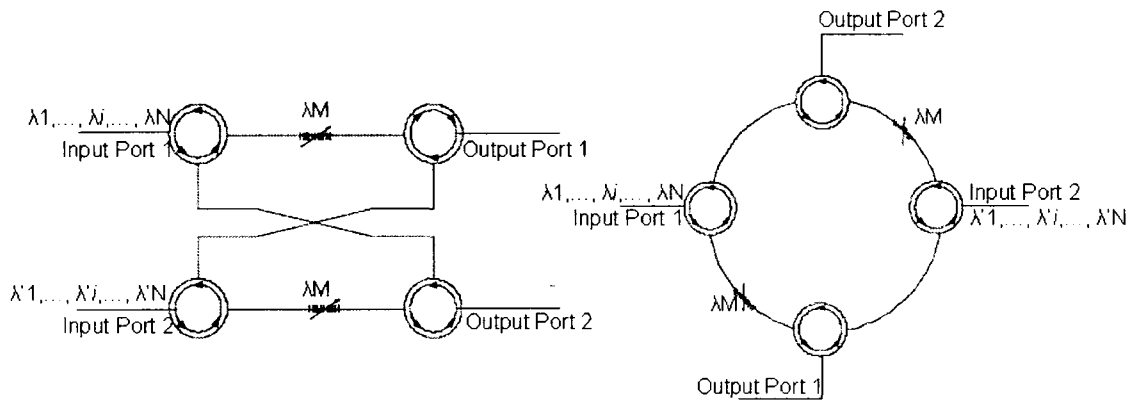 λ1,..., λi,..., λN
Input Port 1
λM
Output Port 1
λ'1,..., λ'i,..., λ'N
Input Port 2
λM
Output Port 2
Output Port 2
λM
λ1,..., λi,..., λN
Input Port 1
Input Port 2
λ'1,..., λ'i,..., λ'N
λM
Output Port 1